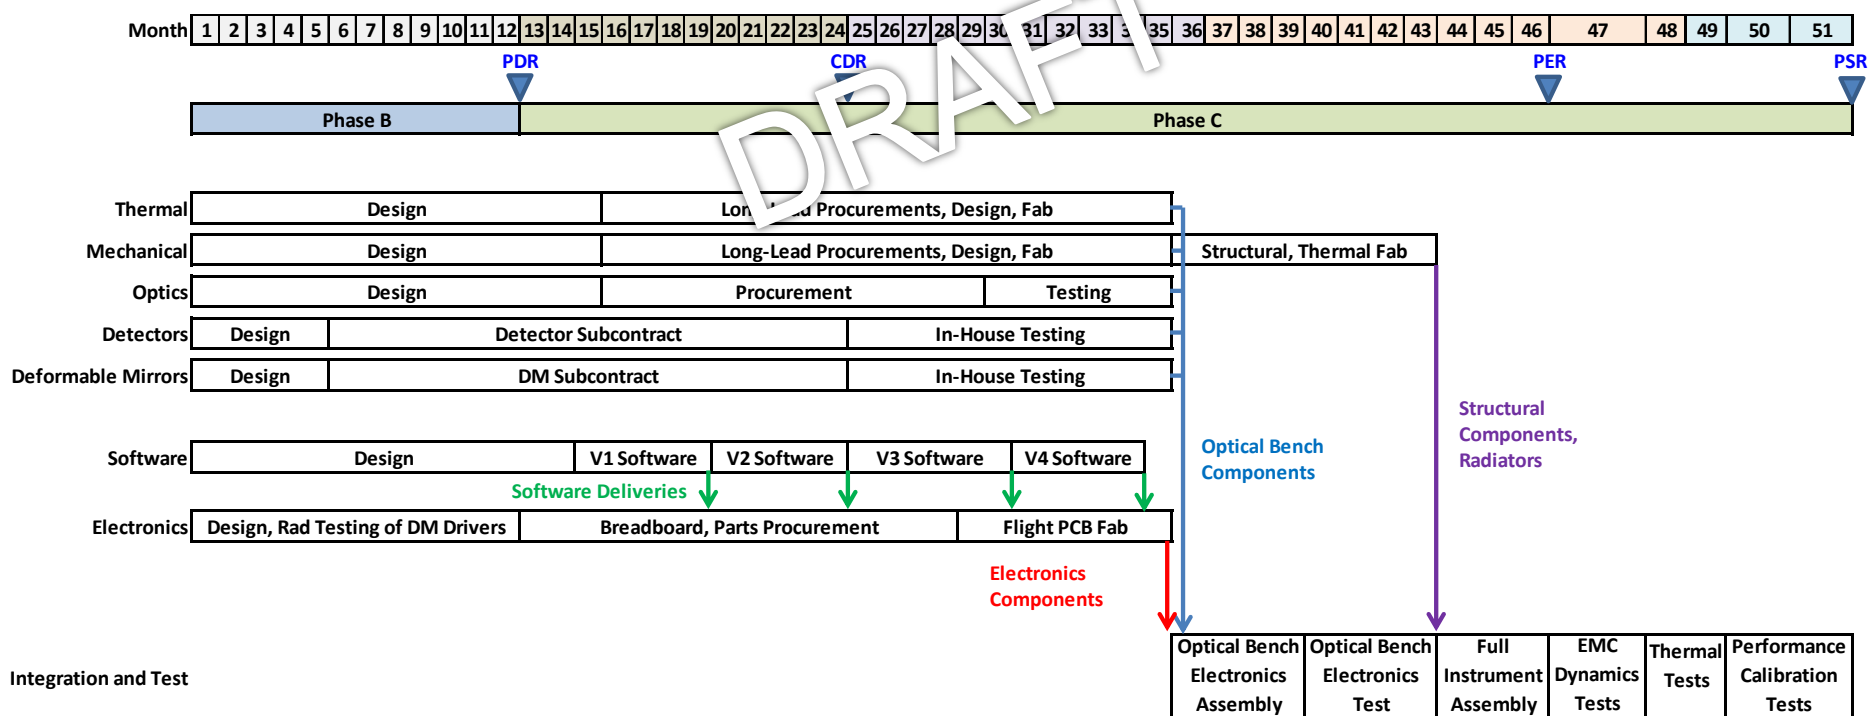 Month 1 2 3 4 5 6 7 8 9 10 11 12 13 14 15 16 17 18 19 20 21 22 23 24 25 26 27 28 29 30 31 32 33 35 36 37 38 39 40 41 42 43 44 45 46 47 48 49 50 51
PDR CDR PER PSR
DRAFT
Phase B Phase C
Thermal Design Long-Lead Procurements, Design, Fab
Mechanical Design Long-Lead Procurements, Design, Fab Structural, Thermal Fab
Optics Design Procurement Testing
Detectors Design Detector Subcontract In-House Testing
Deformable Mirrors Design DM Subcontract In-House Testing
Structural
Components,
Radiators
Optical Bench
Components
Software Design V1 Software V2 Software V3 Software V4 Software
Software Deliveries
Electronics Design, Rad Testing of DM Drivers Breadboard, Parts Procurement Flight PCB Fab
Electronics
Components
Integration and Test
Optical Bench
Electronics
Assembly
Optical Bench
Electronics
Test
Full
Instrument
Assembly
EMC
Dynamics
Tests
Thermal
Tests
Performance
Calibration
Tests